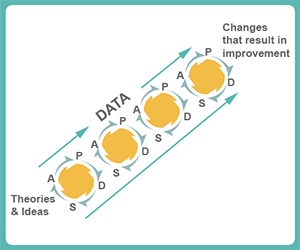 Changes
that result in
improvement
DATA
P
A
D
S
P
A
D
S
P
A
D
S
P
A
D
S
Theories
& Ideas